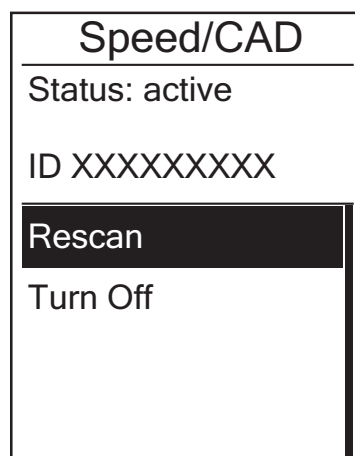 Speed/CAD
Status: active
ID XXXXXXXXX
Rescan
Turn Off